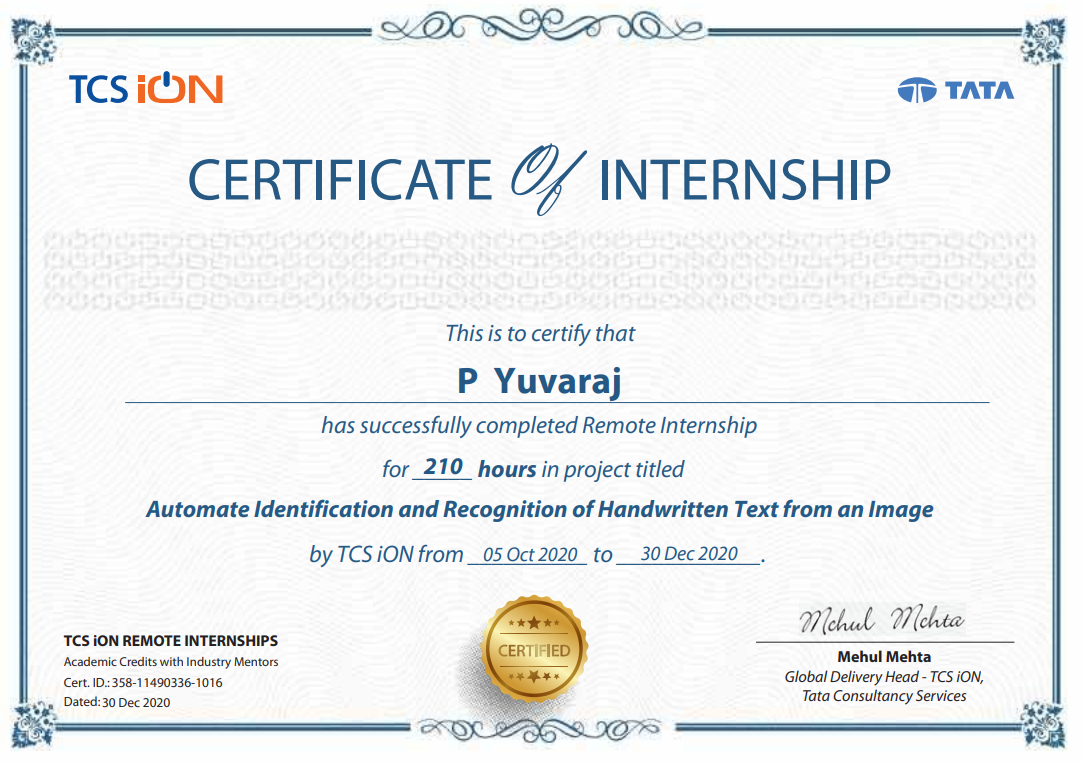 TCS iON
TATA
CERTIFICATE Of INTERNSHIP
This is to certify that
P Yuvaraj
has successfully completed Remote Internship
for 210 hours in project titled
Automate Identification and Recognition of Handwritten Text from an Image
by TCS iON from 05 Oct 2020 to 30 Dec 2020.
CERTIFIED
TCS iON REMOTE INTERNSHIPS
Academic Credits with Industry Mentors
Cert. ID.: 358-11490336-1016
Dated: 30 Dec 2020
Mehul Mehta
Mehul Mehta
Global Delivery Head - TCS iON,
Tata Consultancy Services